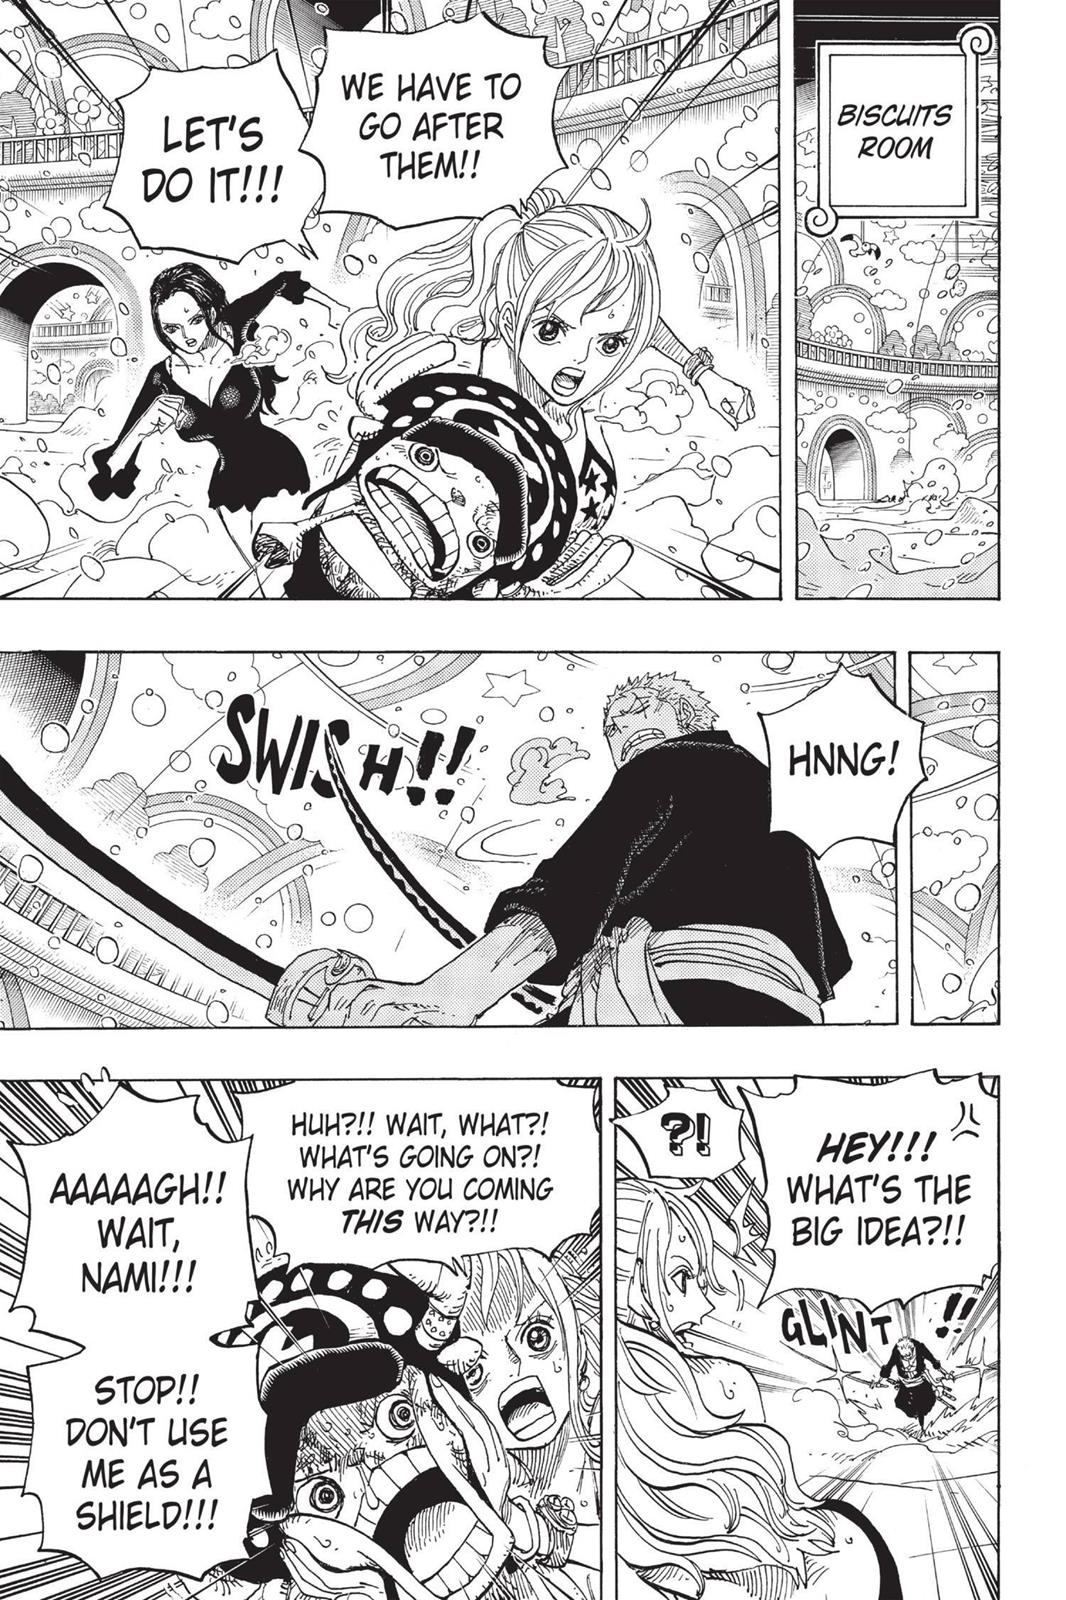 BISCUITS
ROOM
WE HAVE TO
GO AFTER
THEM!!
LET'S
DO IT!!!
HNNG!
SWISH!!
HEY!!!
WHAT'S THE
BIG IDEA?!!
?!
GLINT!!
HUH?!! WAIT, WHAT?!
WHAT'S GOING ON?!
WHY ARE YOU COMING
THIS WAY?!!
AAAAAGH!!
WAIT,
NAMI!!!
STOP!!
DON'T USE
ME AS A
SHIELD!!!